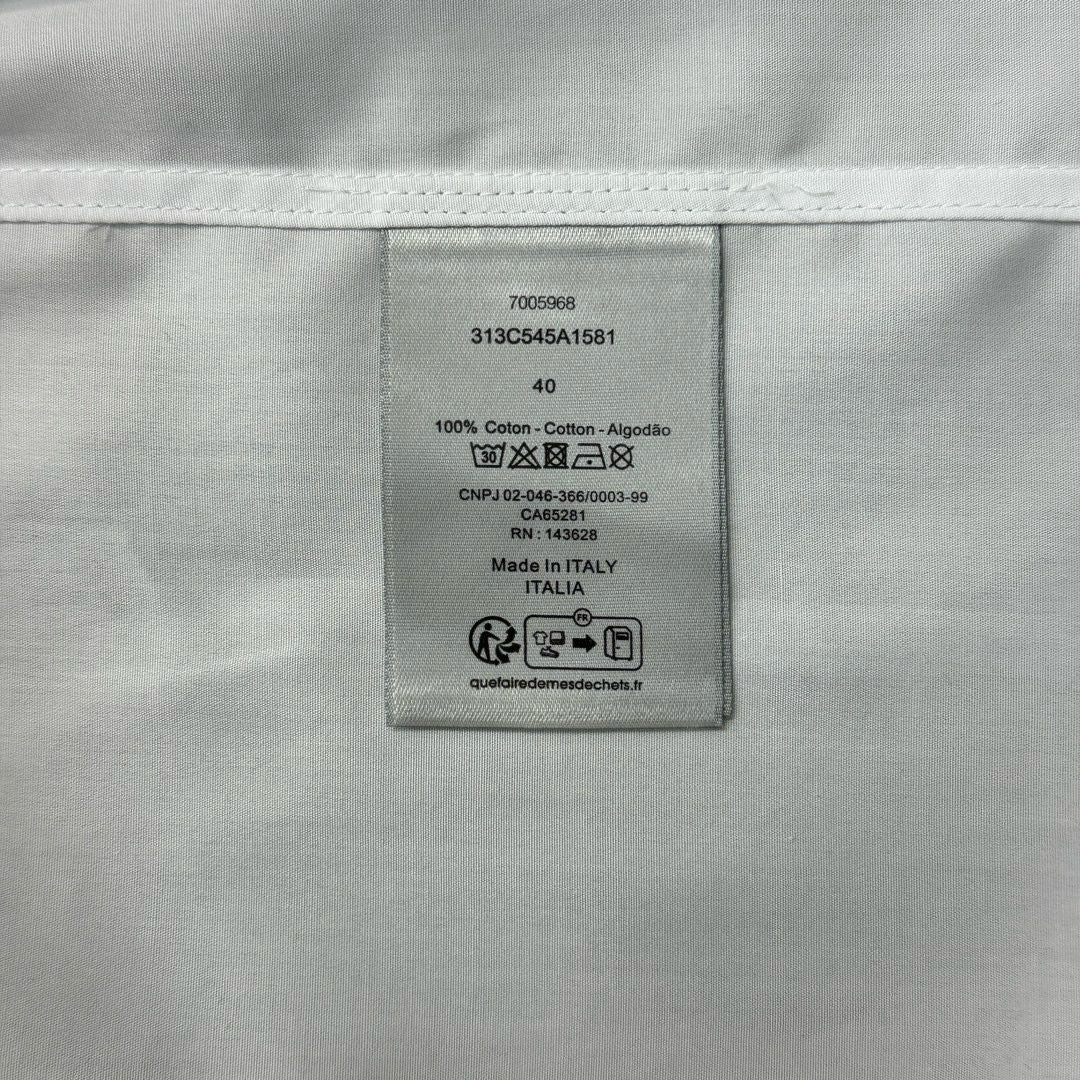 7005968
313C545A1581
40
100% Coton - Cotton - Algodão
30
CNPJ 02-046-366/0003-99
CA65281
RN : 143628
Made In ITALY
ITALIA
FR
quefairedemesdechets.fr